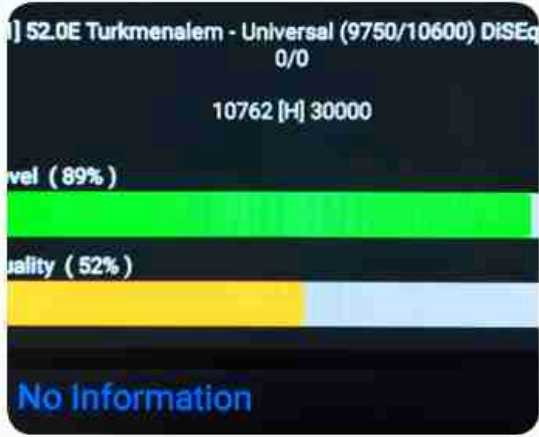 ] 52.0E Turkmenalem - Universal (9750/10600) DiSEq
0/0
10762 [H] 30000
vel ( 89% )
uality ( 52% )
No Information